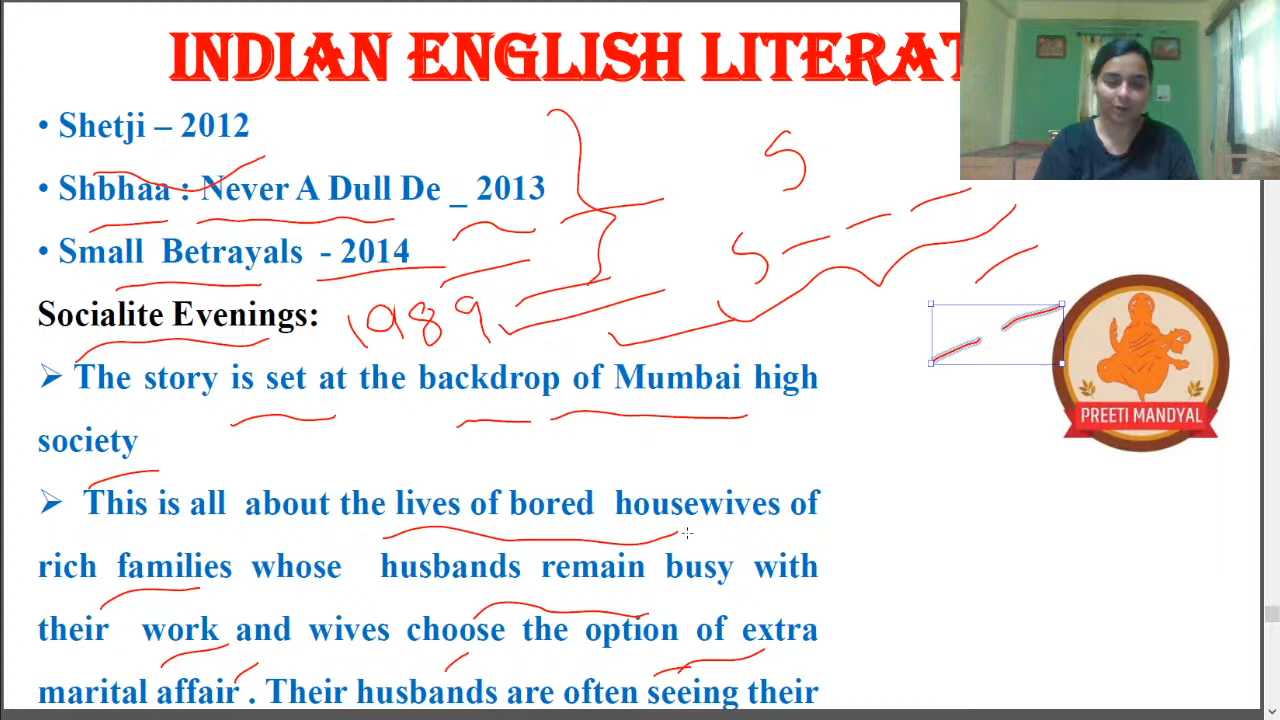 INDIAN ENGLISH LITERAT
• Shetji – 2012
• Shbhaa : Never A Dull De _ 2013
• Small Betrayals - 2014
Socialite Evenings: 1989
➢ The story is set at the backdrop of Mumbai high
society
➢ This is all about the lives of bored housewives of
rich families whose husbands remain busy with
their work and wives choose the option of extra
marital affair . Their husbands are often seeing their
S
S
PREETI MANDYAL